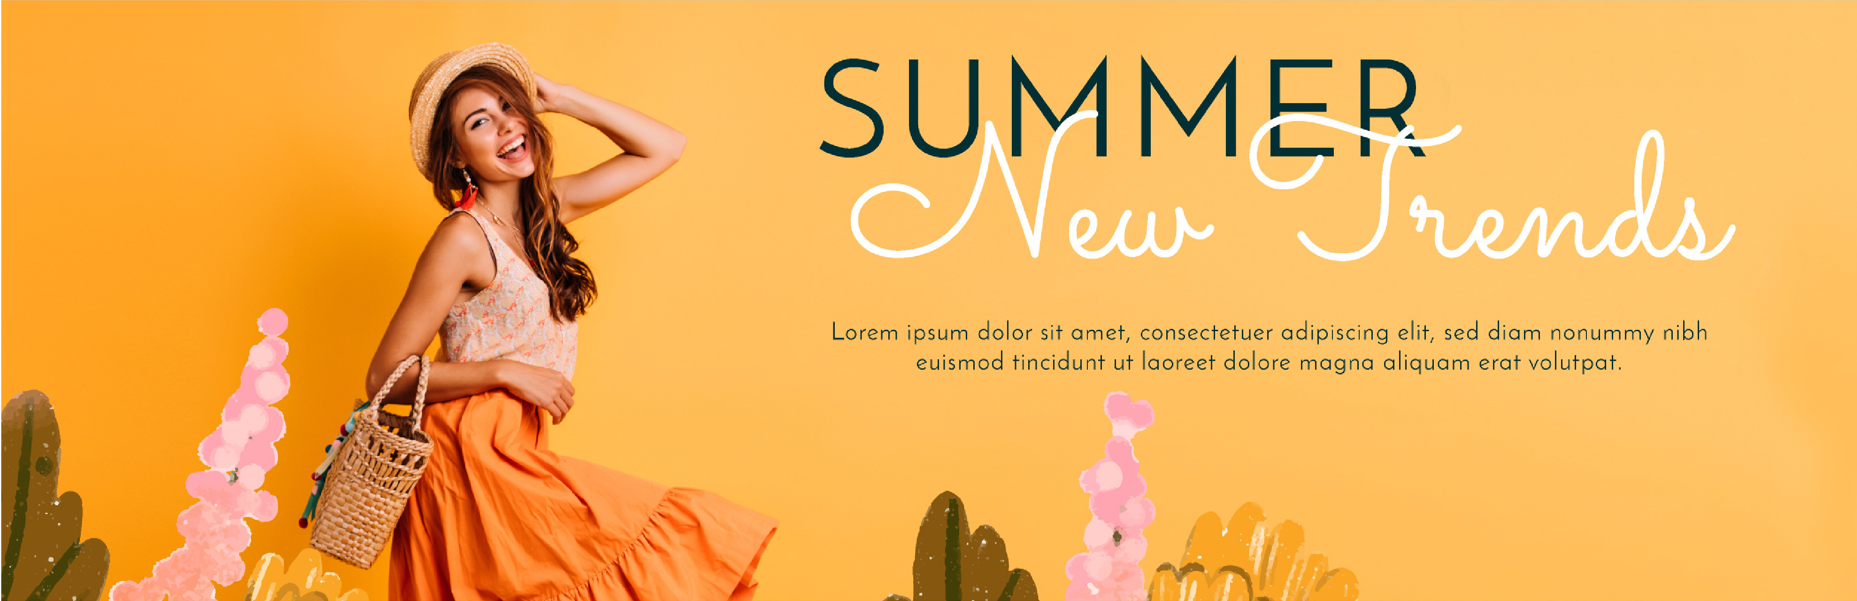 SUMMER
New Trends
Lorem ipsum dolor sit amet, consectetuer adipiscing elit, sed diam nonummy nibh
euismod tincidunt ut laoreet dolore magna aliquam erat volutpat.